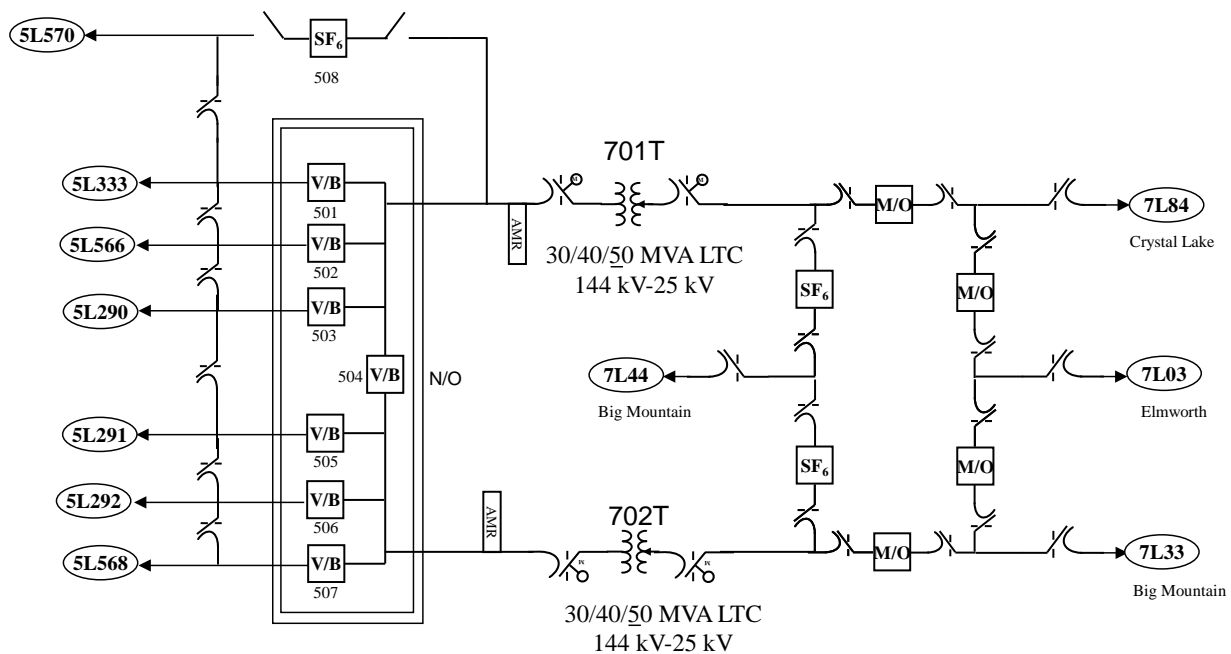 5L570
SF6
508
5L333
V/B
501
5L566
V/B
502
5L290
V/B
503
504
V/B
N/O
5L291
V/B
505
5L292
V/B
506
5L568
V/B
507
AMR
M
701T
M
30/40/50 MVA LTC
144 kV-25 kV
M/O
7L84
Crystal Lake
SF6
M/O
7L44
Big Mountain
7L03
Elmworth
SF6
M/O
AMR
M
702T
M
30/40/50 MVA LTC
144 kV-25 kV
M/O
7L33
Big Mountain